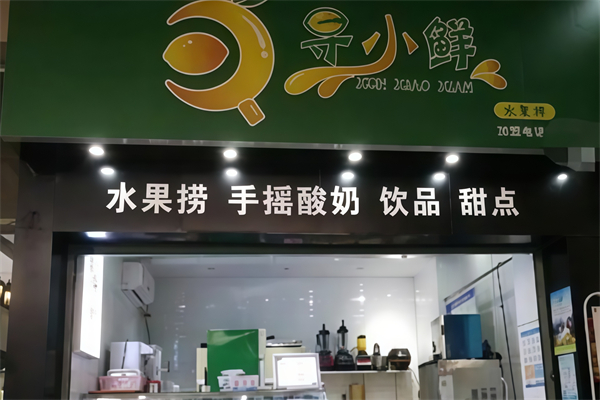 寻小鲜
水果捞
水果捞 手摇酸奶 饮品 甜点